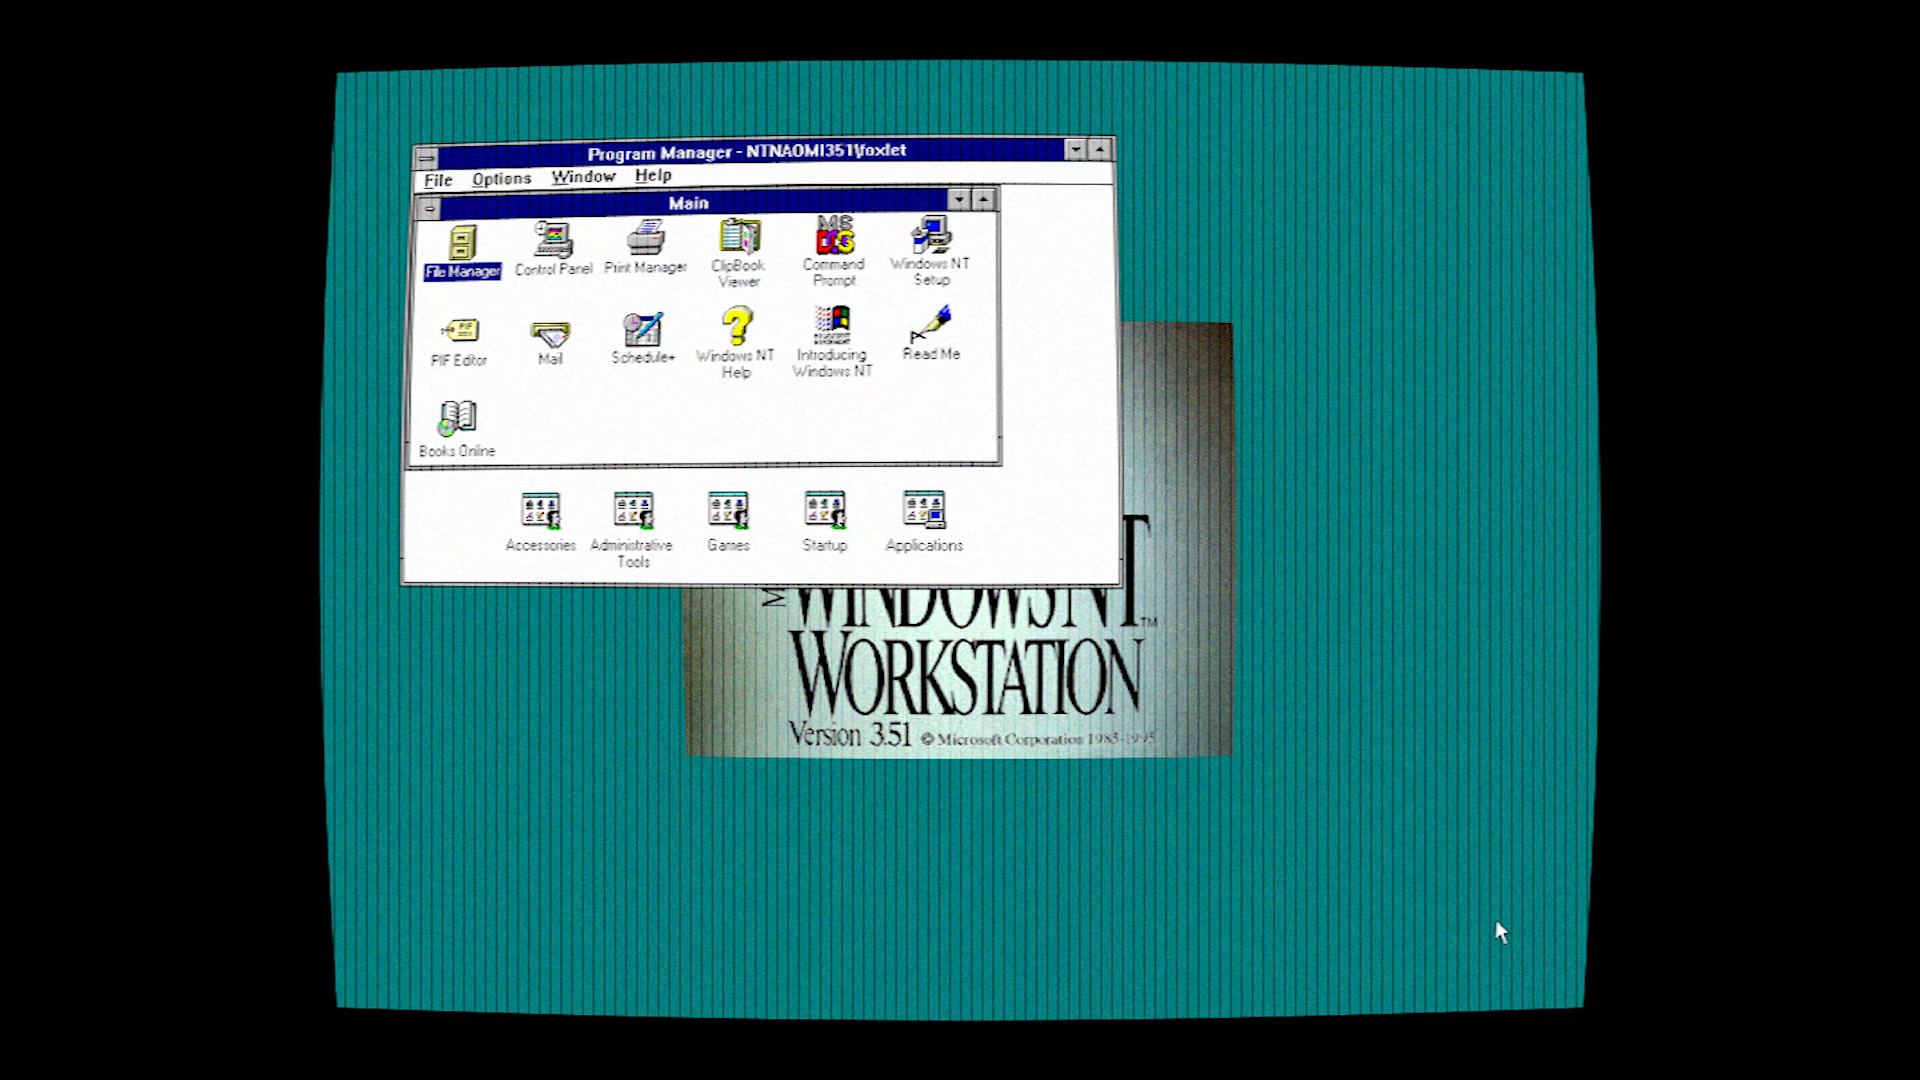 Program Manager - NTNAOMI351\foxlet
File Options Window Help
Main
File Manager
Control Panel
Print Manager
ClipBook
Viewer
Command
Prompt
Windows NT
Setup
PIF Editor
Mail
Schedule+
Windows NT
Help
Introducing
Windows NT
Read Me
Books Online
Accessories
Administrative
Tools
Games
Startup
Applications
WINDOWS NT™
WORKSTATION
Version 3.51 © Microsoft Corporation 1985-1995